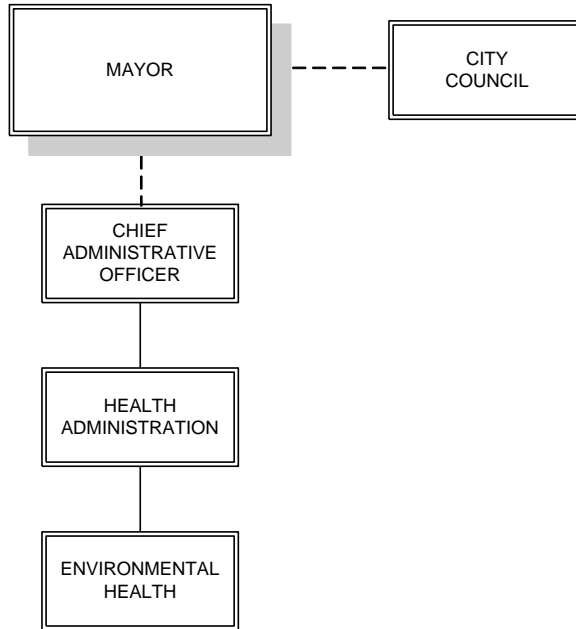 MAYOR
CITY
COUNCIL
CHIEF
ADMINISTRATIVE
OFFICER
HEALTH
ADMINISTRATION
ENVIRONMENTAL
HEALTH